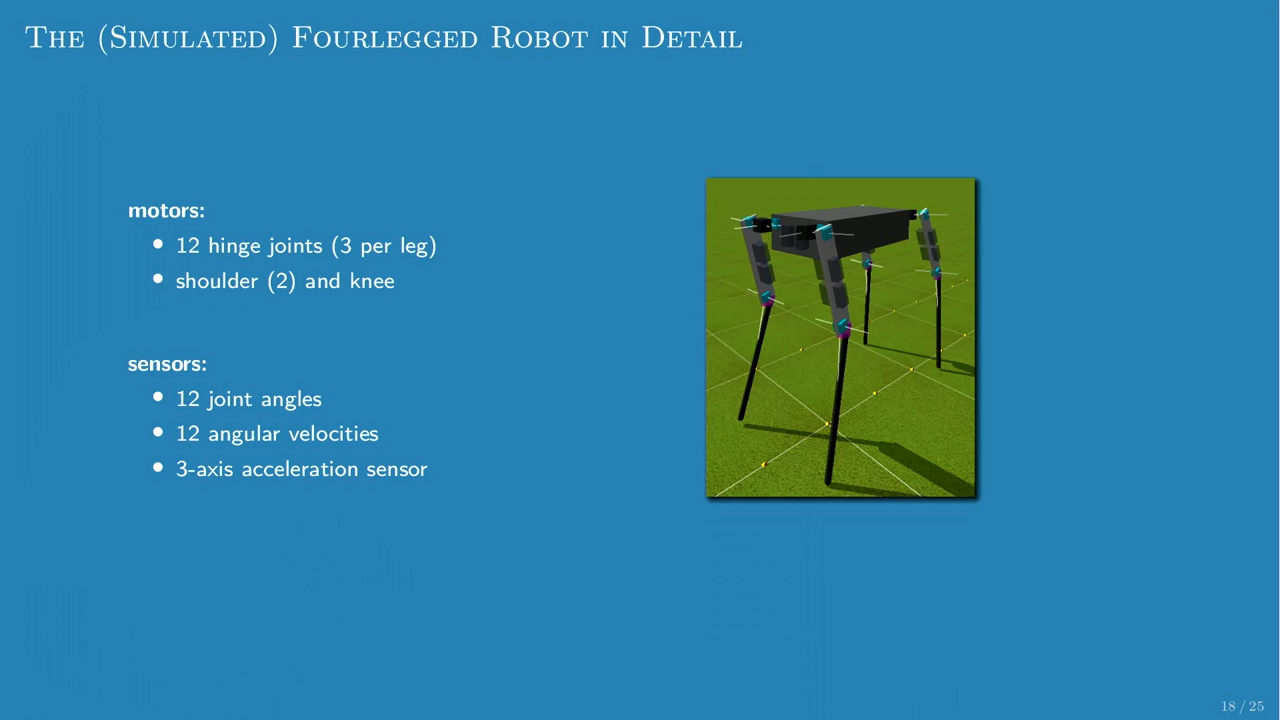 The (Simulated) Fourlegged Robot in Detail
motors:
• 12 hinge joints (3 per leg)
• shoulder (2) and knee
sensors:
• 12 joint angles
• 12 angular velocities
• 3-axis acceleration sensor
18 / 25